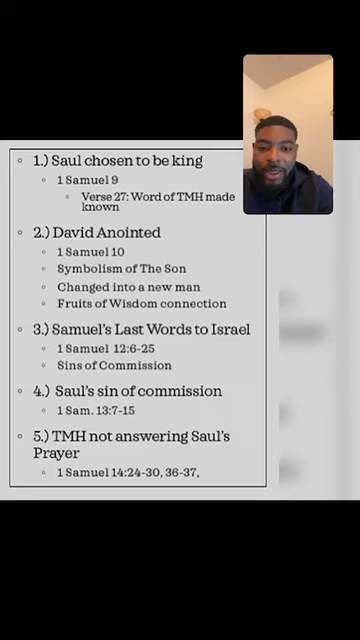 1.) Saul chosen to be king
1 Samuel 9
Verse 27: Word of TMH made
known
2.) David Anointed
1 Samuel 10
Symbolism of The Son
Changed into a new man
Fruits of Wisdom connection
3.) Samuel's Last Words to Israel
1 Samuel 12:6-25
Sins of Commission
4.) Saul's sin of commission
1 Sam. 13:7-15
5.) TMH not answering Saul's
Prayer
1 Samuel 14:24-30, 36-37,